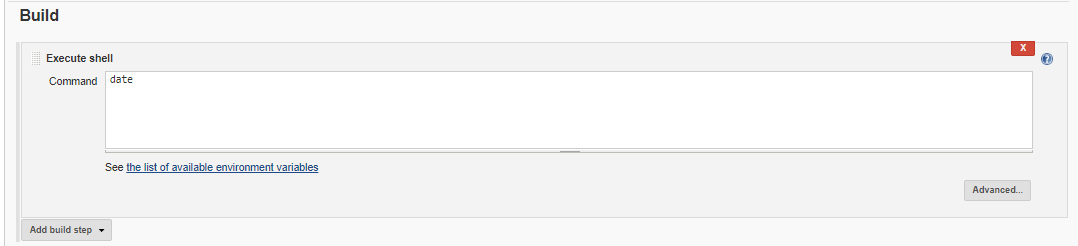 Build
X
Execute shell
?
Command
date
See the list of available environment variables
Advanced...
Add build step